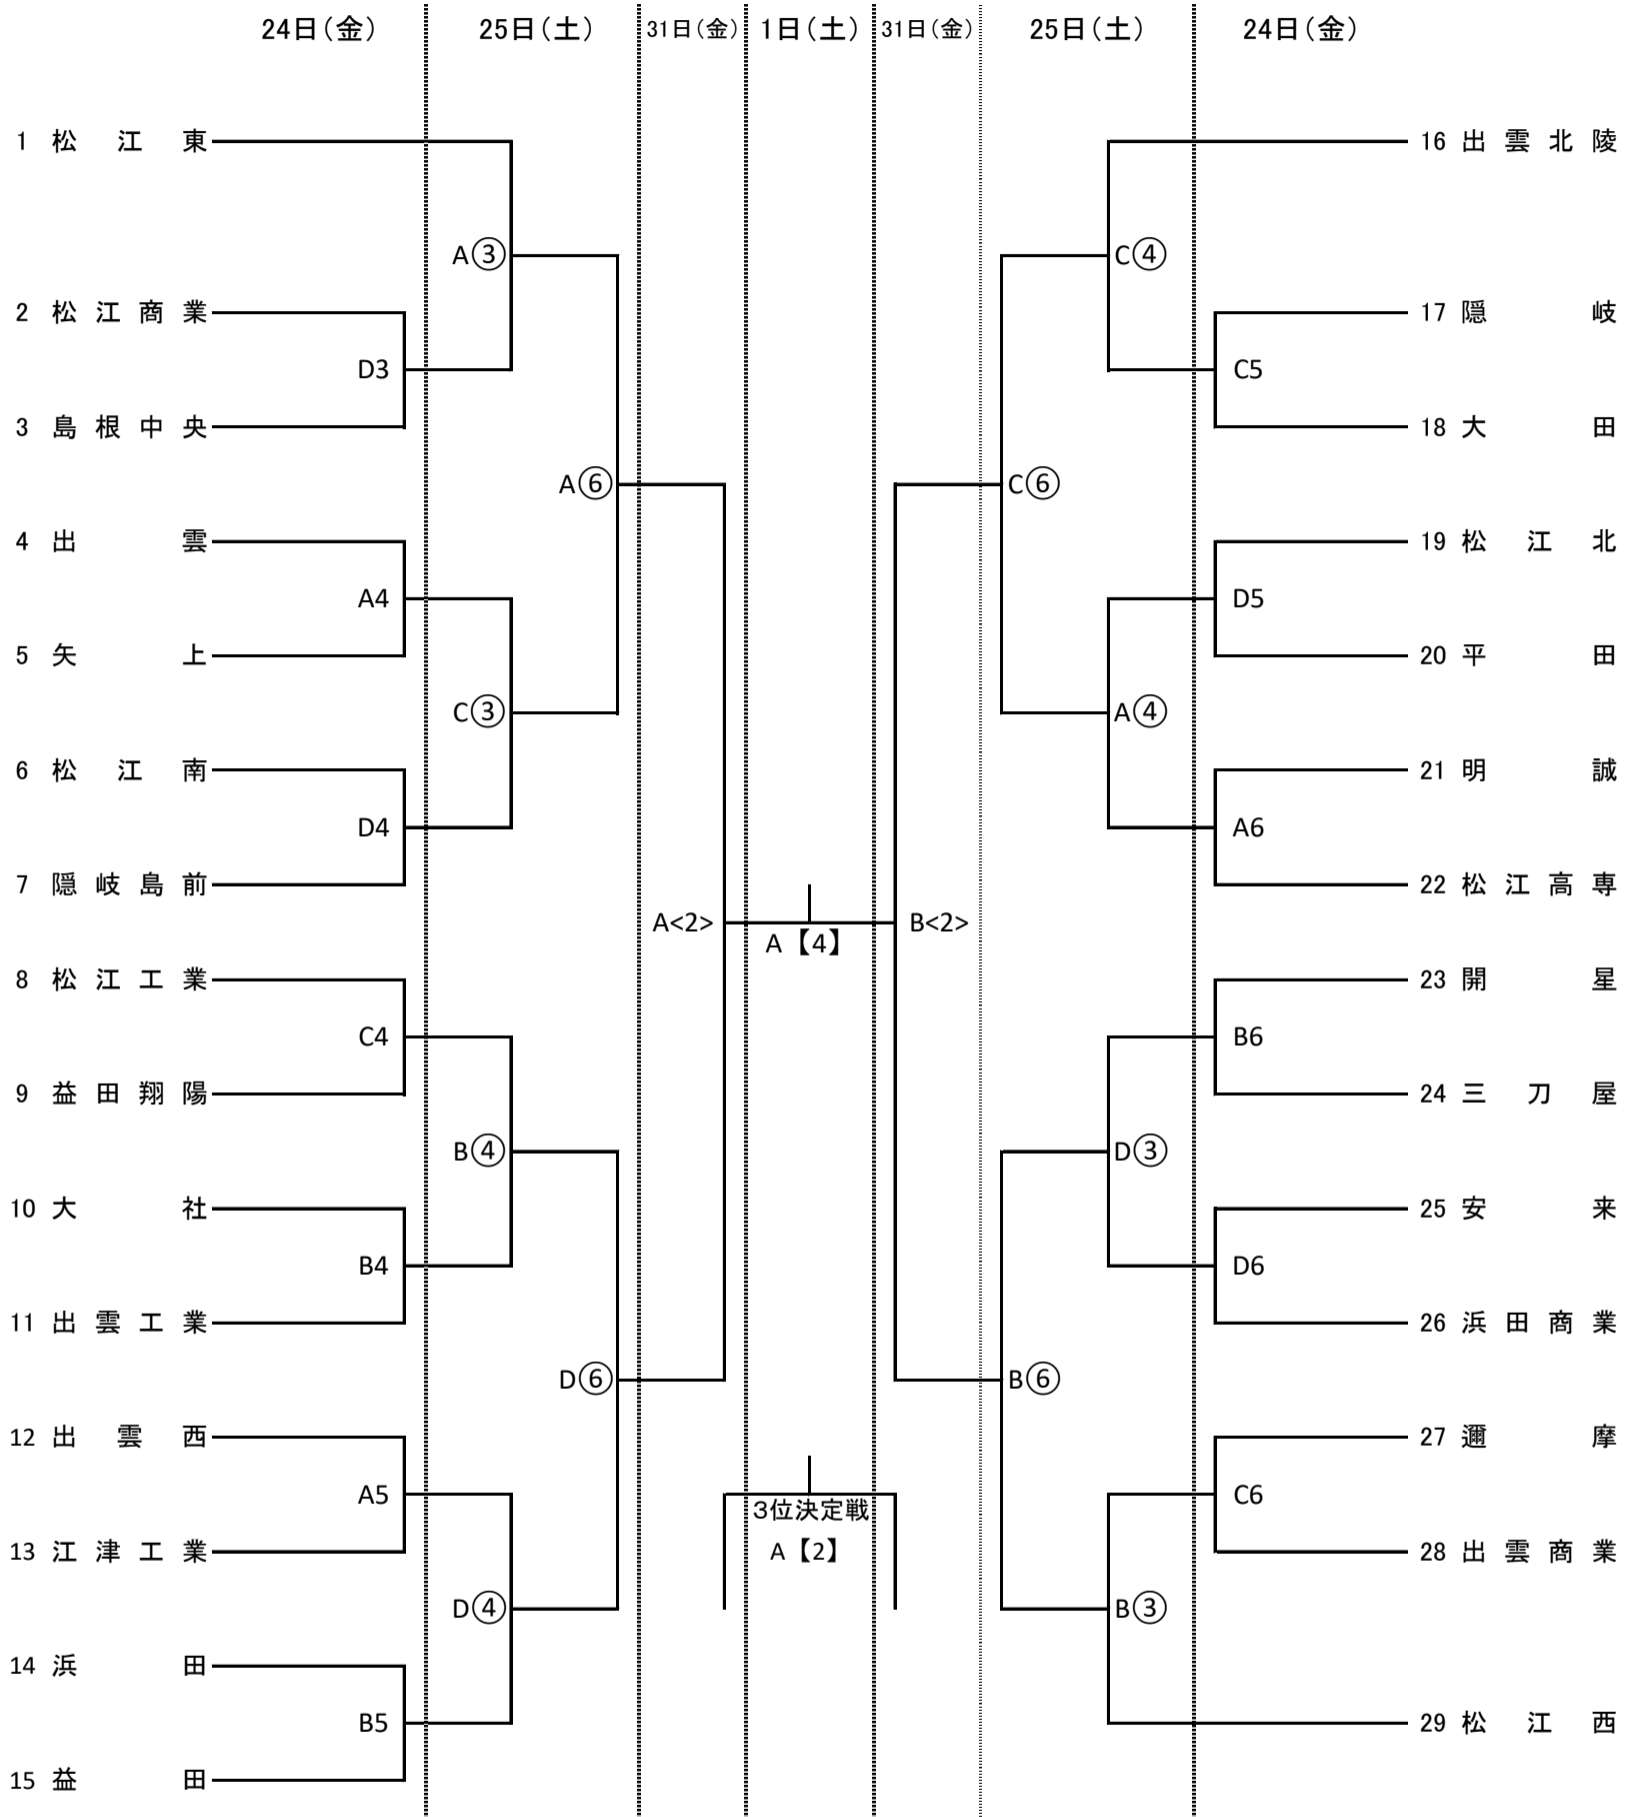 24日(金) 25日(土) 31日(金) 1日(土) 31日(金) 25日(土) 24日(金)
1 松江東 16 出雲北陵
A③ C④
2 松江商業 17 隠岐
D3 C5
3 島根中央 18 大田
A⑥ C⑥
4 出雲 19 松江北
A4 D5
5 矢上 20 平田
C③ A④
6 松江南 21 明誠
D4 A6
7 隠岐島前 22 松江高専
A<2> A【4】 B<2>
8 松江工業 23 開星
C4 B6
9 益田翔陽 24 三刀屋
B④ D③
10 大社 25 安来
B4 D6
11 出雲工業 26 浜田商業
D⑥ B⑥
12 出雲西 27 邇摩
A5 3位決定戦 C6
13 江津工業 A【2】 28 出雲商業
D④ B③
14 浜田
B5 29 松江西
15 益田